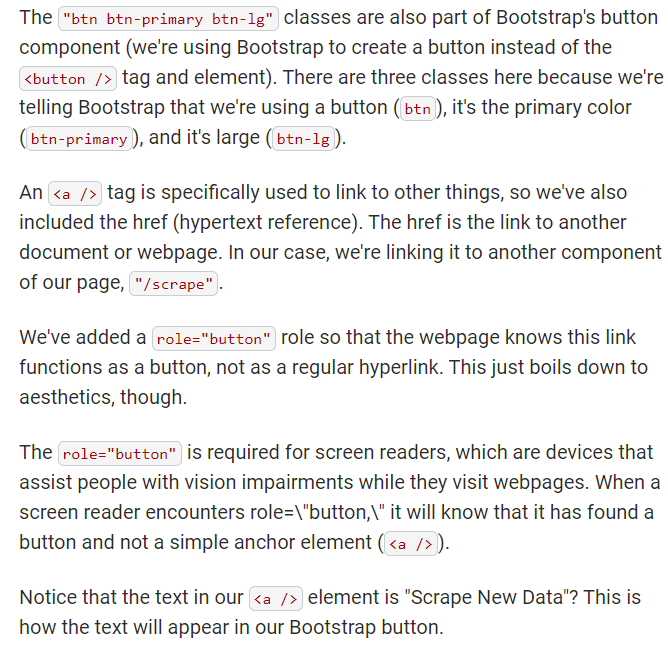 The "btn btn-primary btn-lg" classes are also part of Bootstrap's button
component (we're using Bootstrap to create a button instead of the
<button /> tag and element). There are three classes here because we're
telling Bootstrap that we're using a button (btn), it's the primary color
(btn-primary), and it's large (btn-lg).
An <a /> tag is specifically used to link to other things, so we've also
included the href (hypertext reference). The href is the link to another
document or webpage. In our case, we're linking it to another component
of our page, "/scrape".
We've added a role="button" role so that the webpage knows this link
functions as a button, not as a regular hyperlink. This just boils down to
aesthetics, though.
The role="button" is required for screen readers, which are devices that
assist people with vision impairments while they visit webpages. When a
screen reader encounters role=\"button,\" it will know that it has found a
button and not a simple anchor element (<a />).
Notice that the text in our <a /> element is "Scrape New Data"? This is
how the text will appear in our Bootstrap button.